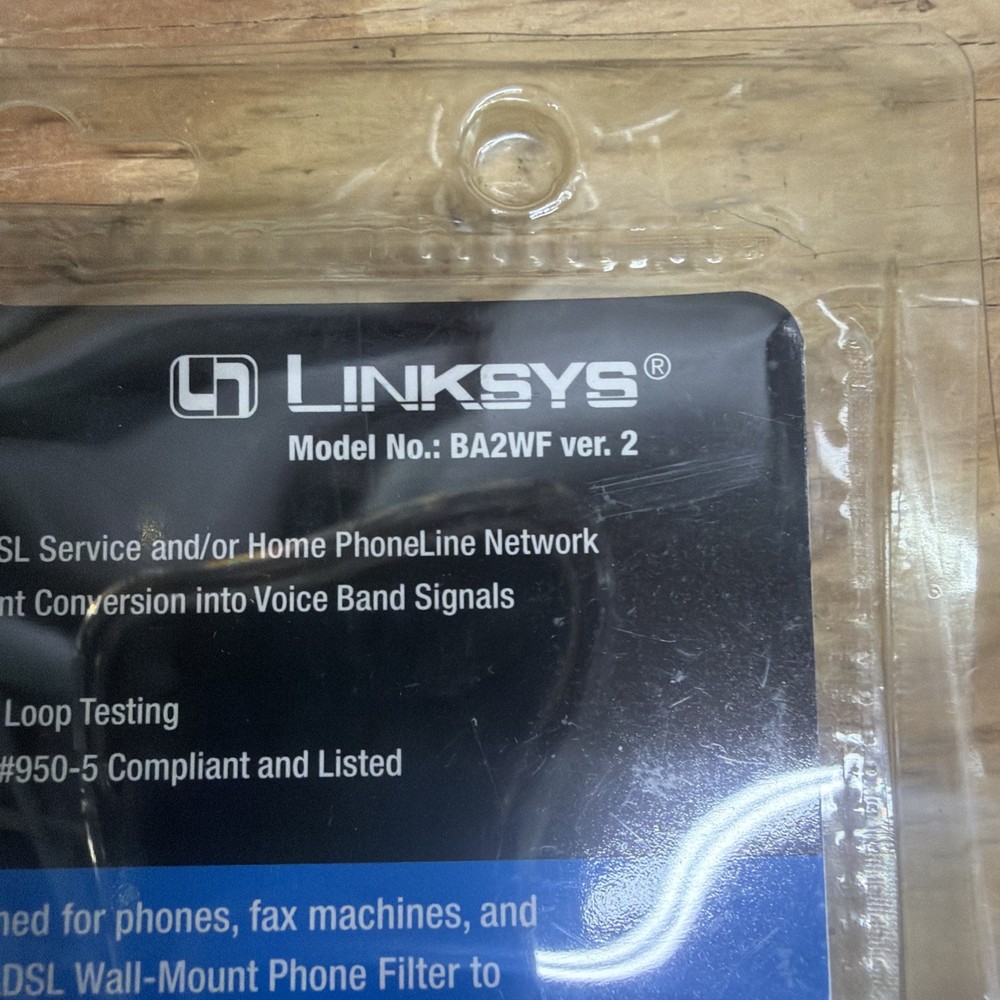 LINKSYS®
Model No.: BA2WF ver. 2
SL Service and/or Home PhoneLine Network
nt Conversion into Voice Band Signals
Loop Testing
#950-5 Compliant and Listed
ned for phones, fax machines, and
DSL Wall-Mount Phone Filter to